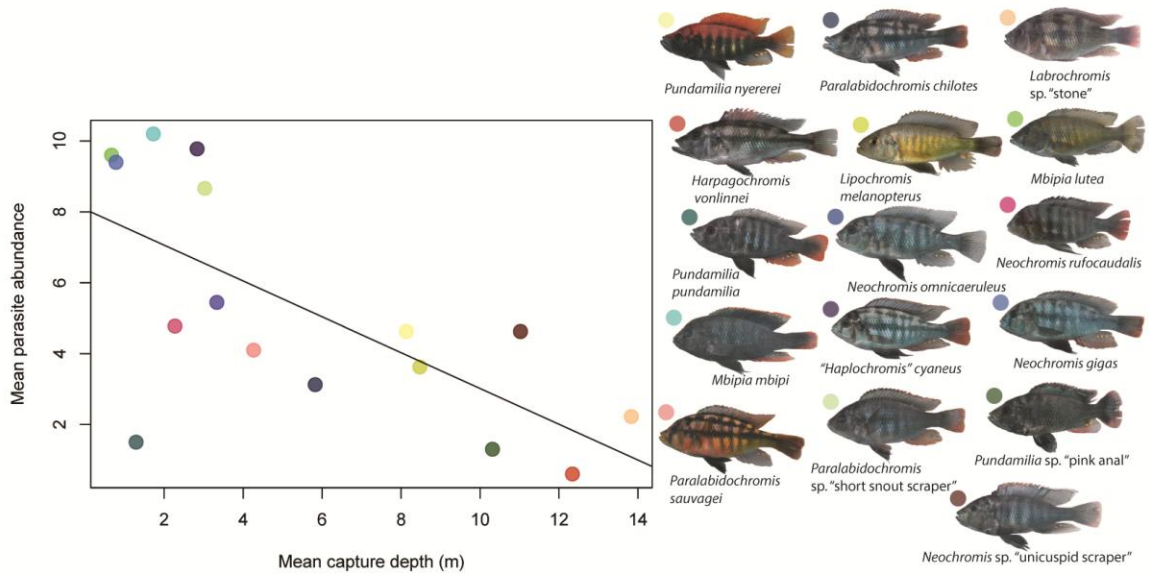 Pundamilia nyererei
Paralabidochromis chilotes
Labrochromis
sp. "stone"
Harpagochromis
vonlinnei
Lipochromis
melanopterus
Mbipia lutea
Pundamilia
pundamilia
Neochromis omnicaeruleus
Neochromis rufocaudalis
Mbipia mbipi
"Haplochromis" cyaneus
Neochromis gigas
Paralabidochromis
sauvagei
Paralabidochromis
sp. "short snout scraper"
Pundamilia sp. "pink anal"
Neochromis sp. "unicuspid scraper"
Mean parasite abundance
10
8
6
4
2
2 4 6 8 10 12 14
Mean capture depth (m)